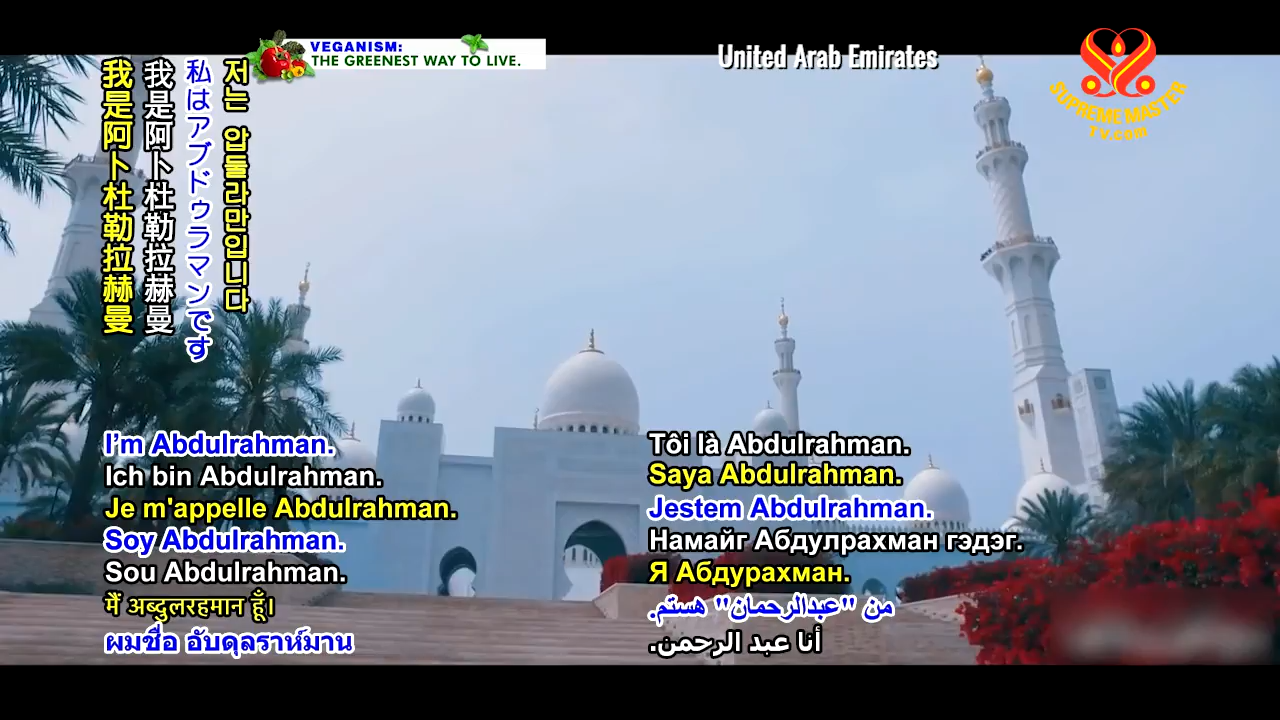 VEGANISM:
THE GREENEST WAY TO LIVE.
United Arab Emirates
SUPREME MASTER
TV.com
저는 압둘라만입니다
私はアブドゥラマンです
我是阿卜杜勒拉赫曼
我是阿卜杜勒拉赫曼
I'm Abdulrahman.
Ich bin Abdulrahman.
Je m'appelle Abdulrahman.
Soy Abdulrahman.
Sou Abdulrahman.
मैं अब्दुलरहमान हूँ।
ผมชื่อ อับดุลราห์มาน
Tôi là Abdulrahman.
Saya Abdulrahman.
Jestem Abdulrahman.
Намайг Абдулрахман гэдэг.
Я Абдурахман.
من "عبدالرحمان" هستم.
أنا عبد الرحمن.